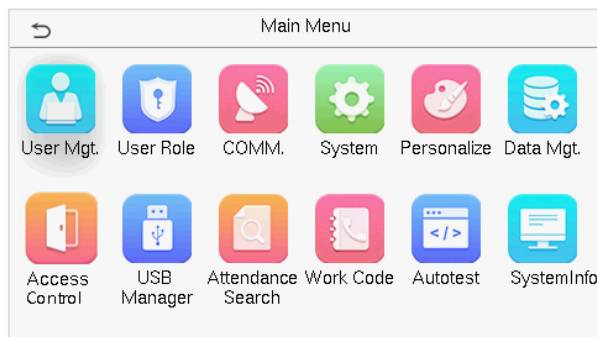 Main Menu
User Mgt. User Role COMM. System Personalize Data Mgt.
</>
Access Control
USB Manager
Attendance Search
Work Code
Autotest
SystemInfo